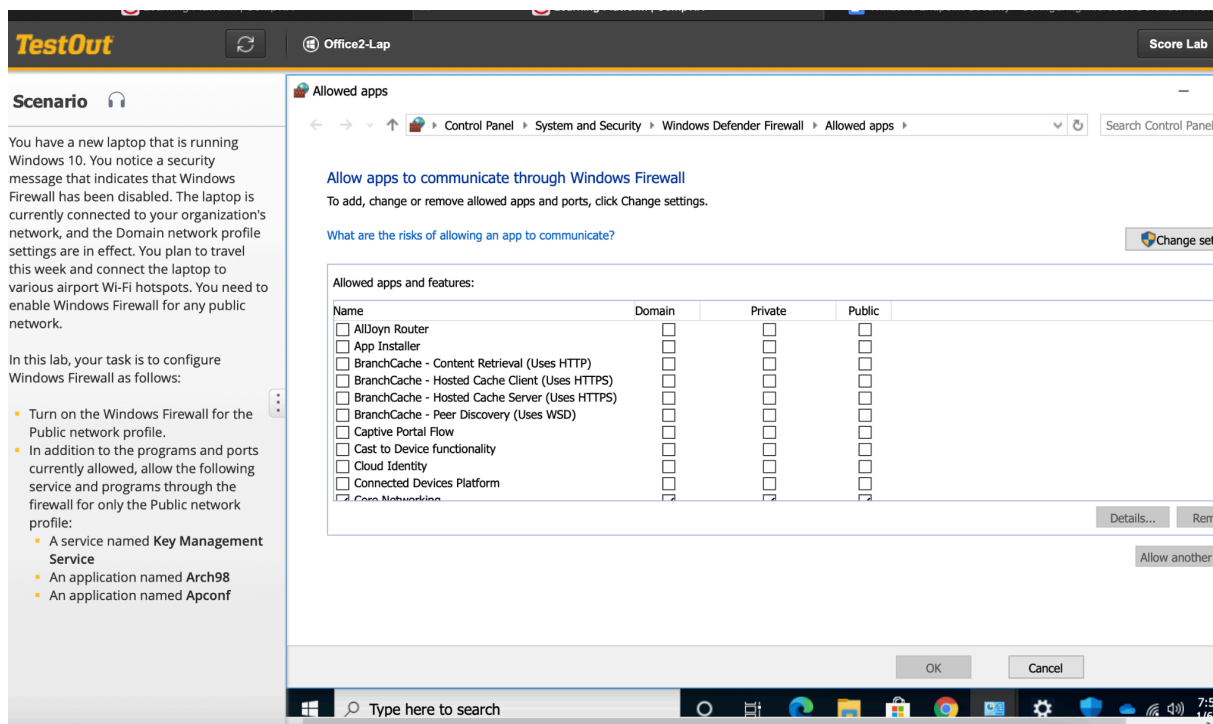 TestOut
Office2-Lap
Score Lab
Scenario
You have a new laptop that is running
Windows 10. You notice a security
message that indicates that Windows
Firewall has been disabled. The laptop is
currently connected to your organization's
network, and the Domain network profile
settings are in effect. You plan to travel
this week and connect the laptop to
various airport Wi-Fi hotspots. You need to
enable Windows Firewall for any public
network.
In this lab, your task is to configure
Windows Firewall as follows:
Turn on the Windows Firewall for the
Public network profile.
In addition to the programs and ports
currently allowed, allow the following
service and programs through the
firewall for only the Public network
profile:
A service named Key Management
Service
An application named Arch98
An application named Apconf
Allowed apps
Control Panel
System and Security
Windows Defender Firewall
Allowed apps
Search Control Panel
Allow apps to communicate through Windows Firewall
To add, change or remove allowed apps and ports, click Change settings.
What are the risks of allowing an app to communicate?
Change set
Allowed apps and features:
Name Domain Private Public
AllJoyn Router
App Installer
BranchCache - Content Retrieval (Uses HTTP)
BranchCache - Hosted Cache Client (Uses HTTPS)
BranchCache - Hosted Cache Server (Uses HTTPS)
BranchCache - Peer Discovery (Uses WSD)
Captive Portal Flow
Cast to Device functionality
Cloud Identity
Connected Devices Platform
Core Networking
Details... Rem
Allow another
OK Cancel
Type here to search